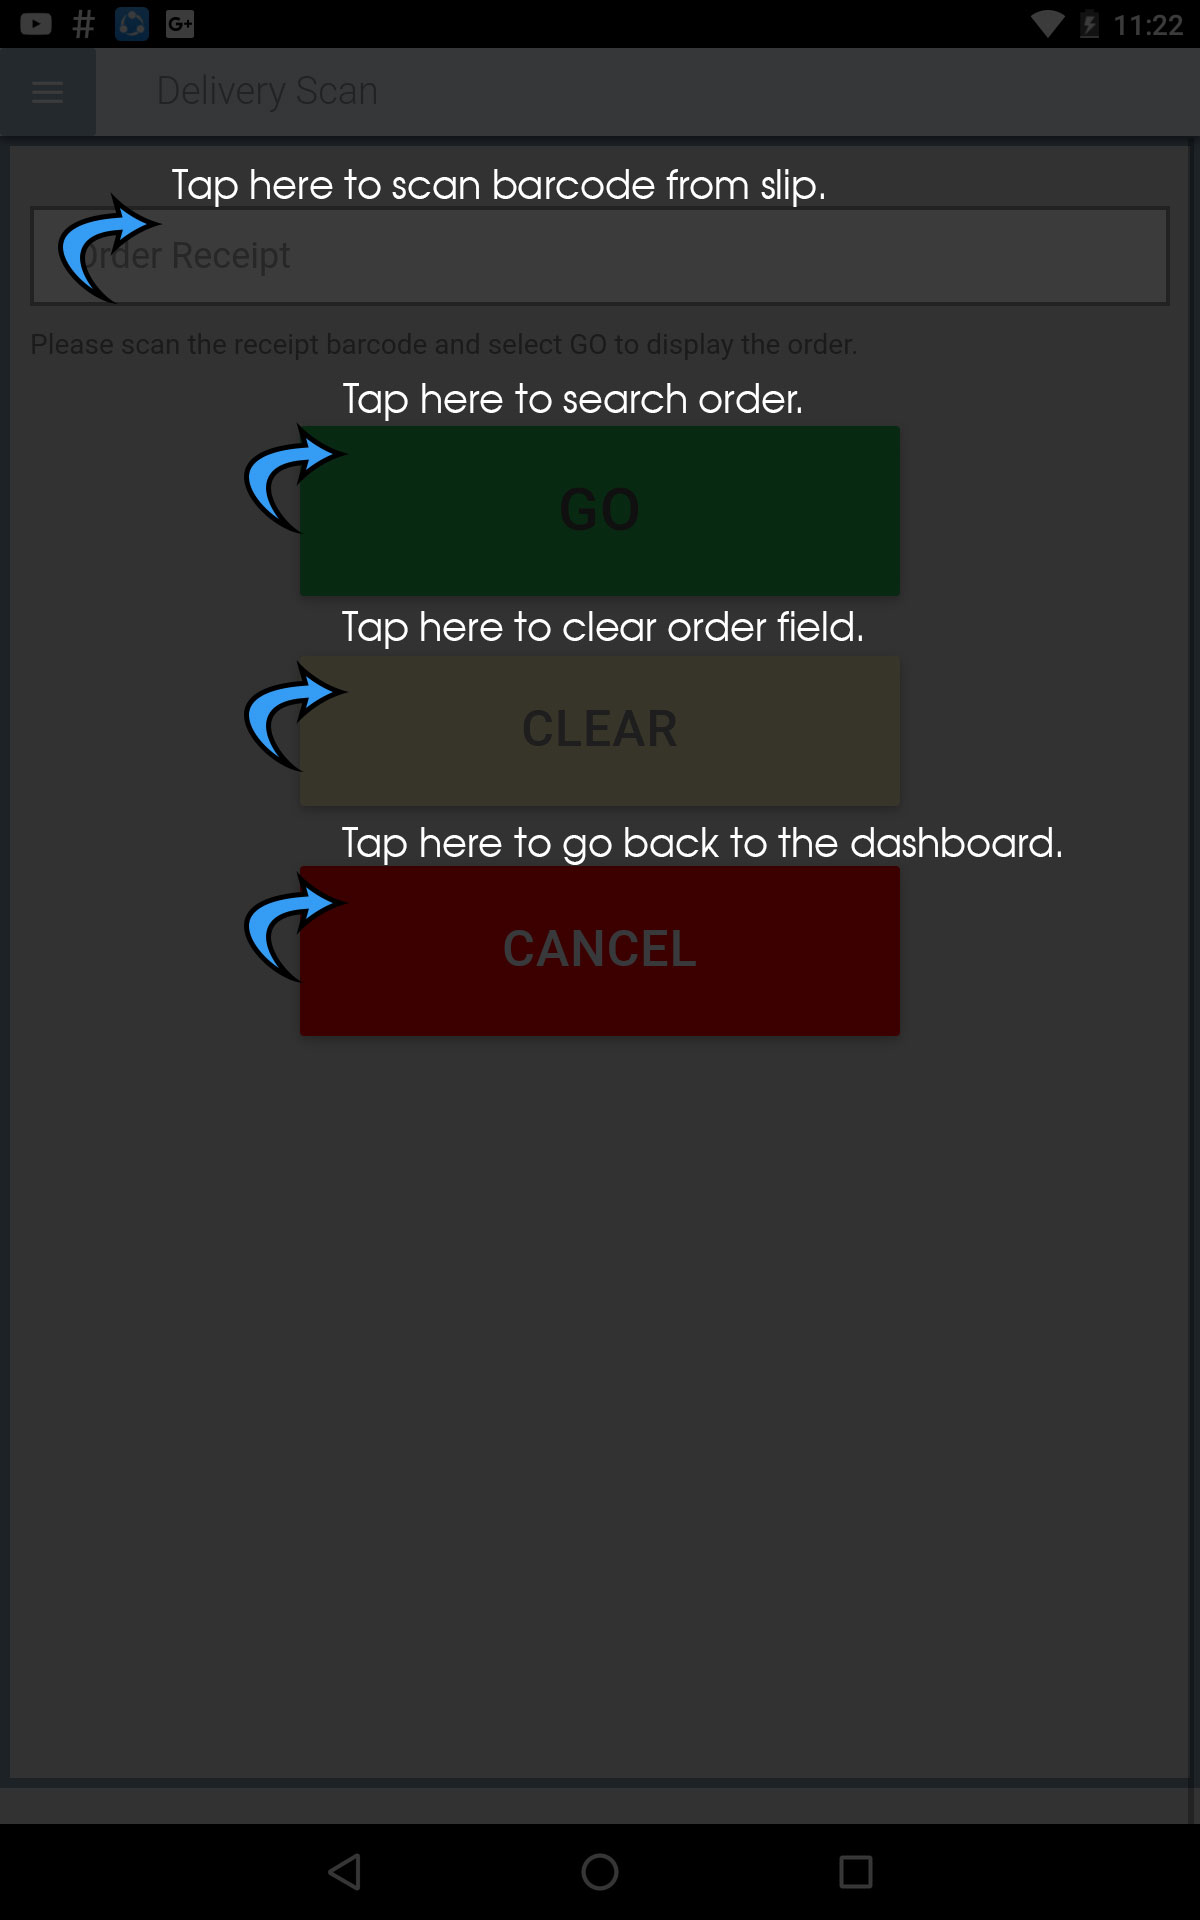 11:22
Delivery Scan
Tap here to scan barcode from slip.
Order Receipt
Please scan the receipt barcode and select GO to display the order.
Tap here to search order.
GO
Tap here to clear order field.
CLEAR
Tap here to go back to the dashboard.
CANCEL